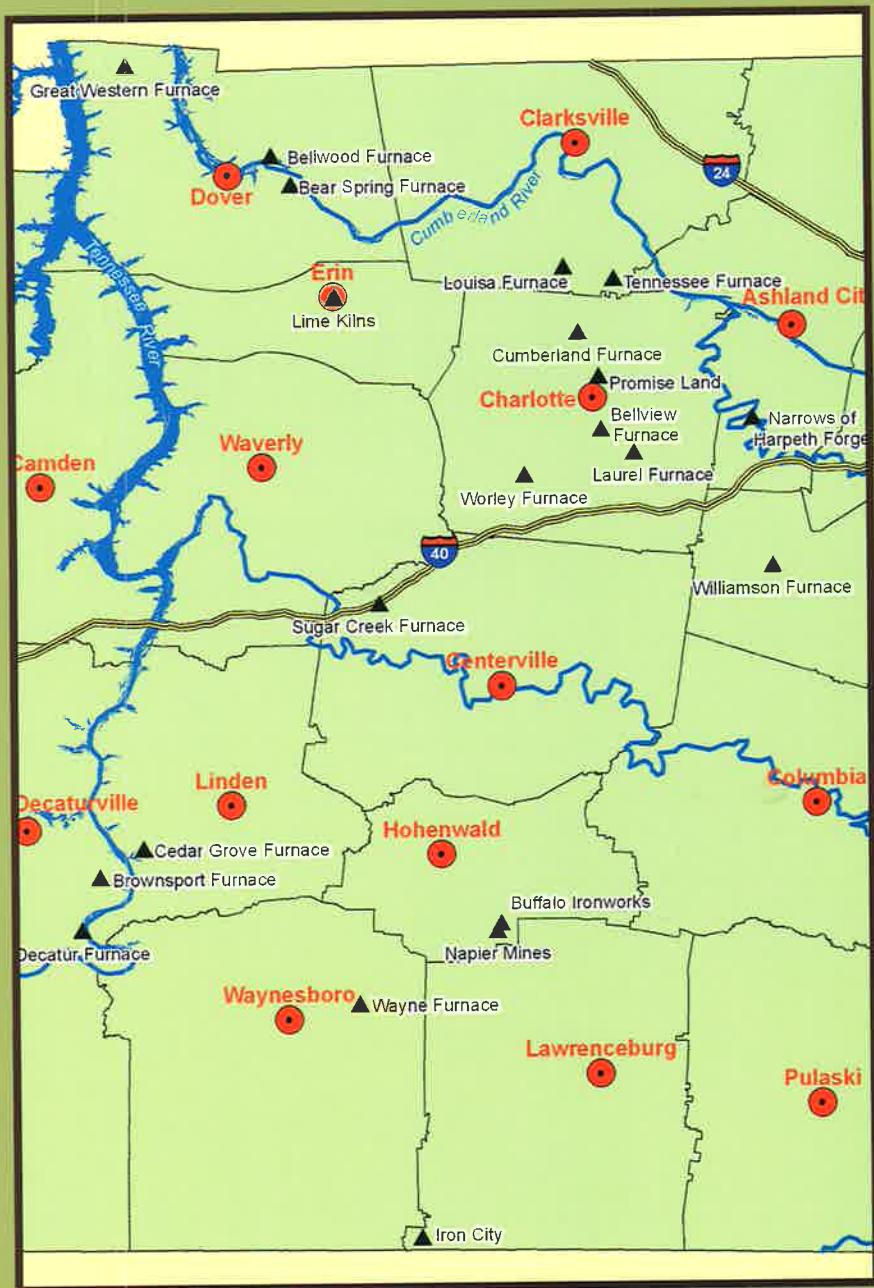 Great Western Furnace
Clarksville
Bellwood Furnace
24
Dover
Bear Spring Furnace
Cumberland River
Tennessee River
Erin
Lime Kilns
Louisa Furnace
Tennessee Furnace
Ashland Cit
Cumberland Furnace
Promise Land
Charlotte
Bellview
Furnace
Narrows of
Harpeth Forge
Waverly
Camden
Laurel Furnace
Worley Furnace
40
Williamson Furnace
Sugar Creek Furnace
Centerville
Linden
Columbia
Decaturville
Hohenwald
Cedar Grove Furnace
Brownsport Furnace
Buffalo Ironworks
Decatur Furnace
Napier Mines
Waynesboro
Wayne Furnace
Lawrenceburg
Pulaski
Iron City